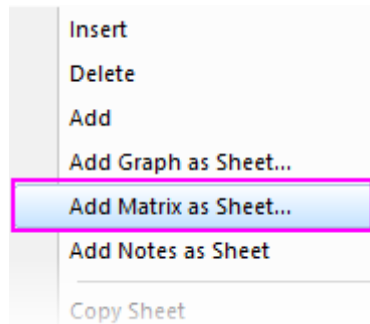 Insert
Delete
Add
Add Graph as Sheet...
Add Matrix as Sheet...
Add Notes as Sheet
Copy Sheet